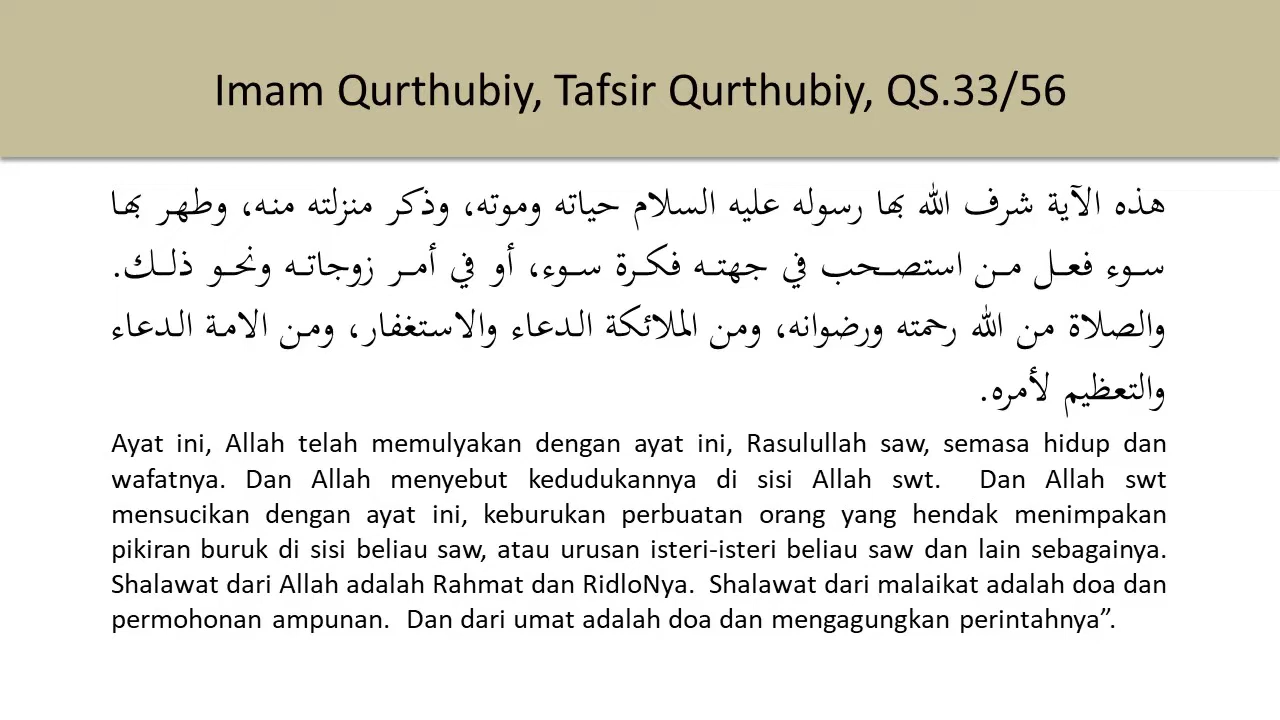 Imam Qurthubiy, Tafsir Qurthubiy, QS.33/56
هذه الآية شرف الله بها رسوله عليه السلام حياته وموته، وذكر منزلته منه، وطهر بها
سوء فعل من استصحب في جهته فكرة سوء، أو في أمر زوجاته ونحو ذلك.
والصلاة من الله رحمته ورضوانه، ومن الملائكة الدعاء والاستغفار، ومن الامة الدعاء
والتعظيم لأمره.
Ayat ini, Allah telah memulyakan dengan ayat ini, Rasulullah saw, semasa hidup dan
wafatnya. Dan Allah menyebut kedudukannya di sisi Allah swt. Dan Allah swt
mensucikan dengan ayat ini, keburukan perbuatan orang yang hendak menimpakan
pikiran buruk di sisi beliau saw, atau urusan isteri-isteri beliau saw dan lain sebagainya.
Shalawat dari Allah adalah Rahmat dan RidloNya. Shalawat dari malaikat adalah doa dan
permohonan ampunan. Dan dari umat adalah doa dan mengagungkan perintahnya”.